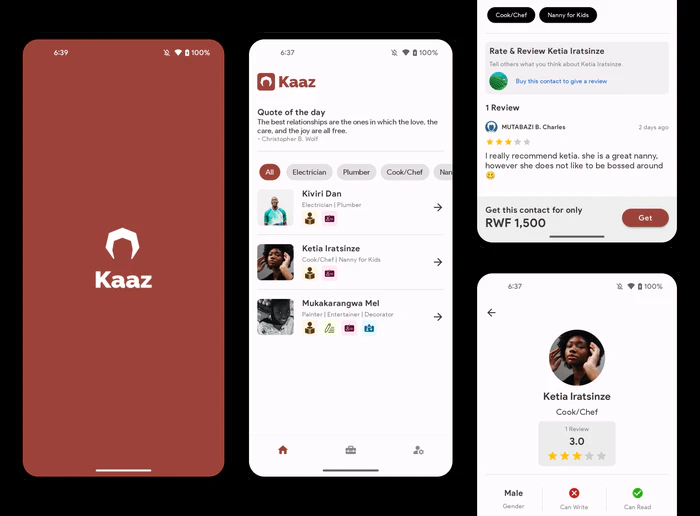 6:39
100%
Kaaz
6:37
100%
Kaaz
Quote of the day
The best relationships are the ones in which the love, the
care, and the joy are all free.
- Christopher B. Wolf
All
Electrician
Plumber
Cook/Chef
Nan
Kiviri Dan
Electrician | Plumber
Ketia Iratsinze
Cook/Chef | Nanny for Kids
Mukakarangwa Mel
Painter | Entertainer | Decorator
Cook/Chef
Nanny for Kids
Rate & Review Ketia Iratsinze
Tell others what you think about Ketia Iratsinze
Buy this contact to give a review
1 Review
MUTABAZI B. Charles
2 days ago
I really recommend ketia. she is a great nanny,
however she does not like to be bossed around
Get this contact for only
RWF 1,500
Get
6:37
100%
Ketia Iratsinze
Cook/Chef
1 Review
3.0
Male
Gender
Can Write
Can Read